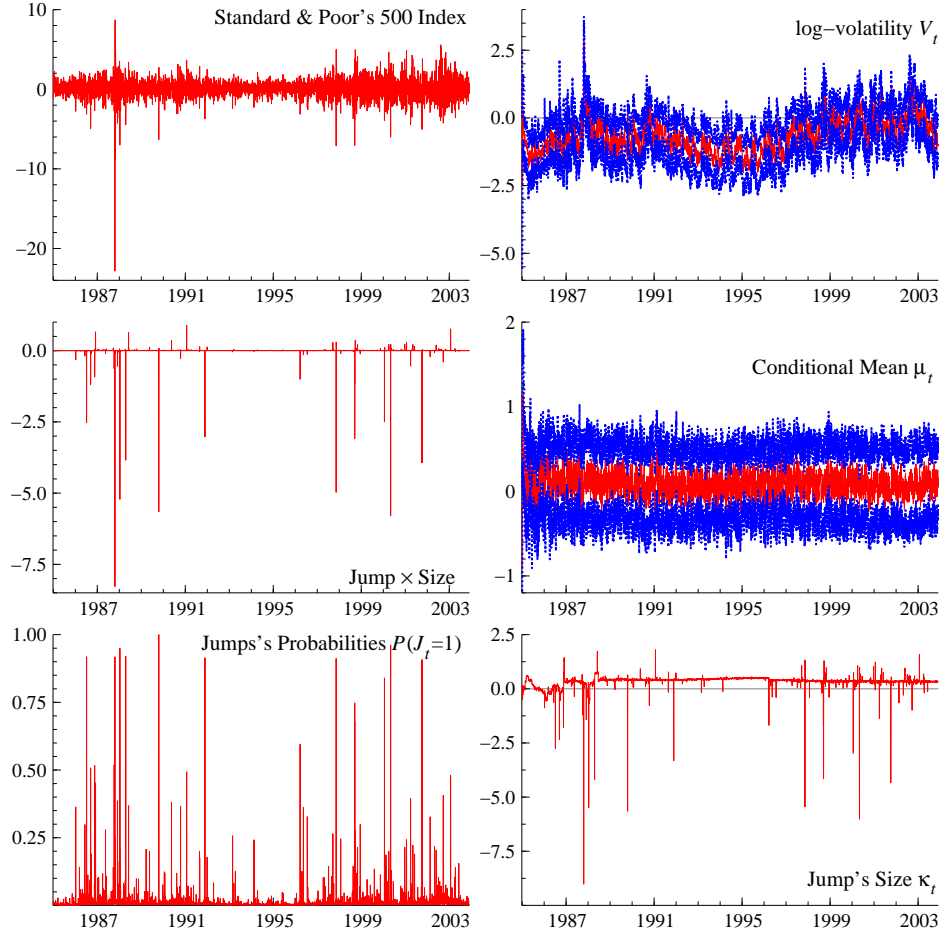 Standard & Poor's 500 Index
10
0
−10
−20
1987 1991 1995 1999 2003
log−volatility V_t
2.5
0.0
−2.5
−5.0
1987 1991 1995 1999 2003
0.0
−2.5
−5.0
−7.5
Jump × Size
1987 1991 1995 1999 2003
2
Conditional Mean μ_t
1
0
−1
1987 1991 1995 1999 2003
1.00
Jumps's Probabilities P(J_t=1)
0.75
0.50
0.25
1987 1991 1995 1999 2003
2.5
0.0
−2.5
−5.0
−7.5
Jump's Size κ_t
1987 1991 1995 1999 2003